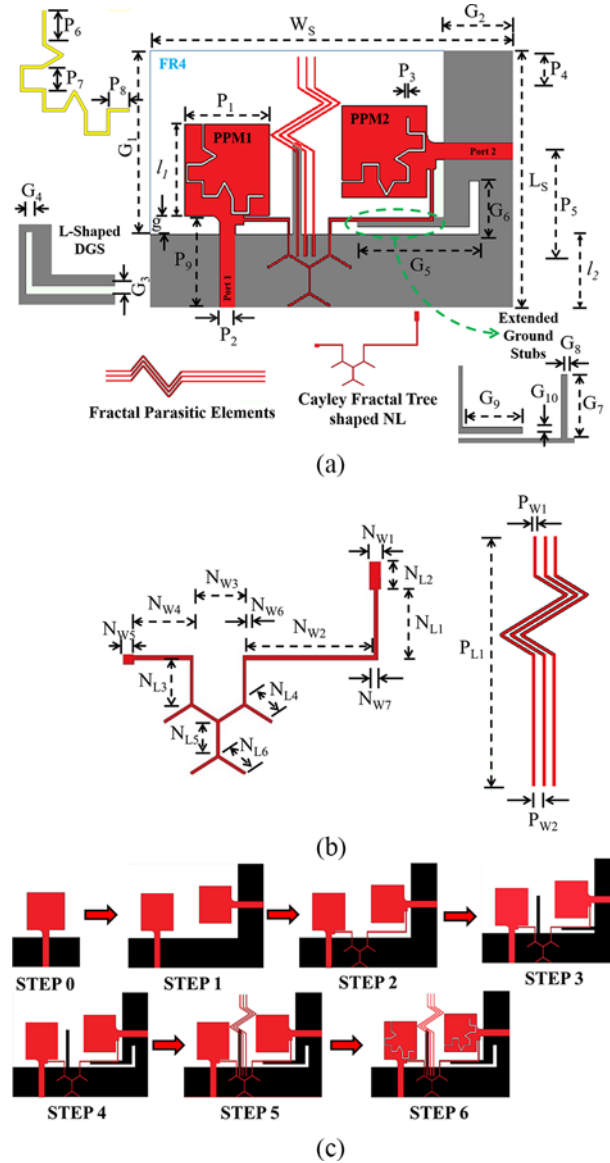 P6
P7
P8
WS
G2
FR4
P3
P4
P1
PPM1
PPM2
Port 2
G1
l1
LS
G4
L-Shaped
DGS
g
G6
P5
G3
P9
Port 1
G5
l2
P2
Extended
Ground
Stubs
G8
G9
G10
G7
Fractal Parasitic Elements
Cayley Fractal Tree
shaped NL
(a)
NW1
NL2
NW3
NW4
NW6
NL1
NW5
NW2
NL3
NL4
NW7
NL5
NL6
PW1
PL1
PW2
(b)
STEP 0
STEP 1
STEP 2
STEP 3
STEP 4
STEP 5
STEP 6
(c)